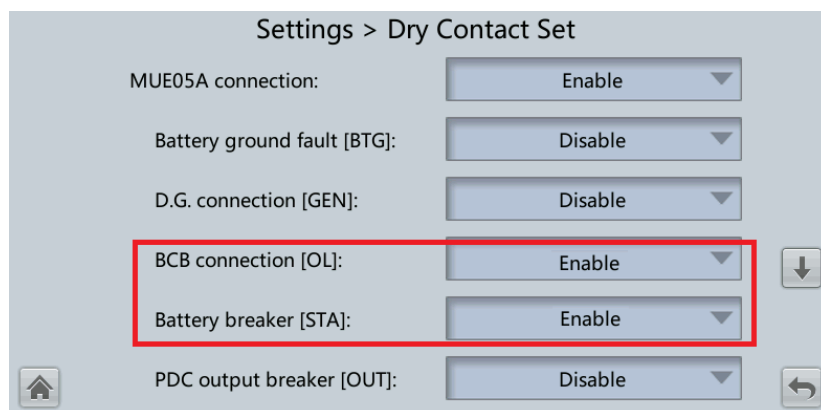 Settings > Dry Contact Set
MUE05A connection: Enable
Battery ground fault [BTG]: Disable
D.G. connection [GEN]: Disable
BCB connection [OL]: Enable
Battery breaker [STA]: Enable
PDC output breaker [OUT]: Disable